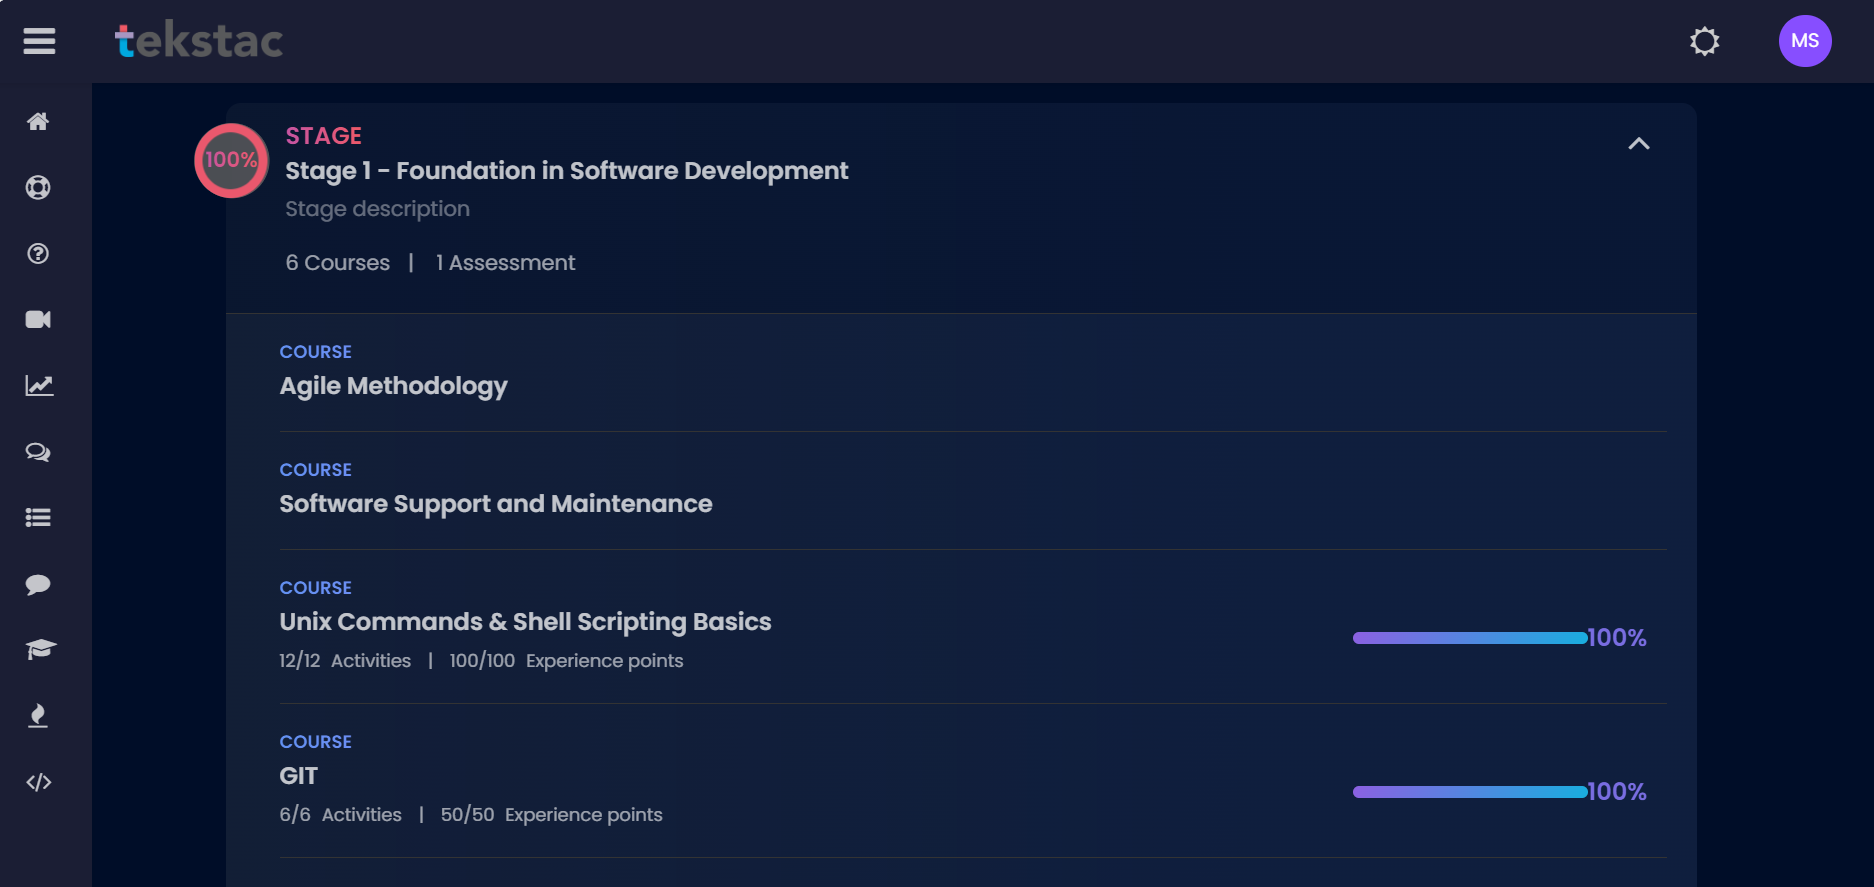 tekstac
MS
100%
STAGE
Stage 1 - Foundation in Software Development
Stage description
6 Courses | 1 Assessment
COURSE
Agile Methodology
COURSE
Software Support and Maintenance
COURSE
Unix Commands & Shell Scripting Basics
12/12 Activities | 100/100 Experience points
100%
COURSE
GIT
6/6 Activities | 50/50 Experience points
100%